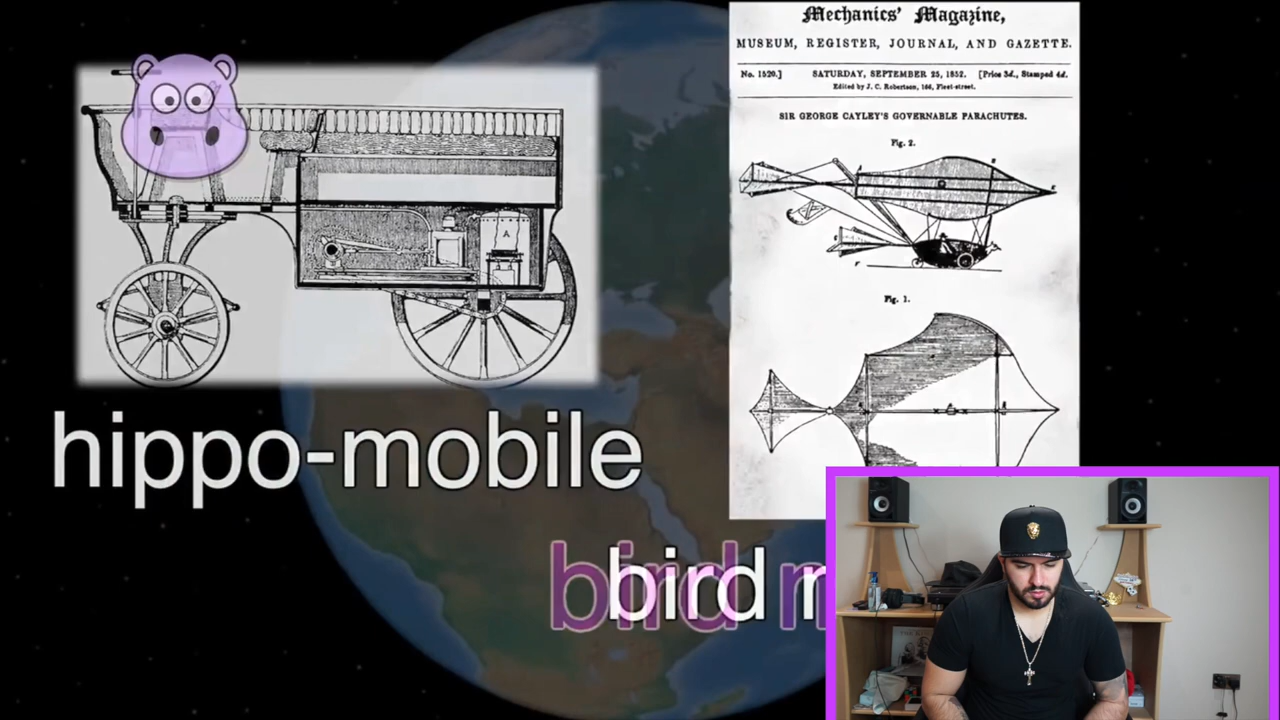 Mechanics' Magazine,
MUSEUM, REGISTER, JOURNAL, AND GAZETTE.
No. 1520.] SATURDAY, SEPTEMBER 25, 1852. [Price 3d., Stamped 4d.
Edited by J. C. Robertson, 166, Fleet-street.
SIR GEORGE CAYLEY'S GOVERNABLE PARACHUTES.
Fig. 2.
A
Fig. 1.
hippo-mobile
bird